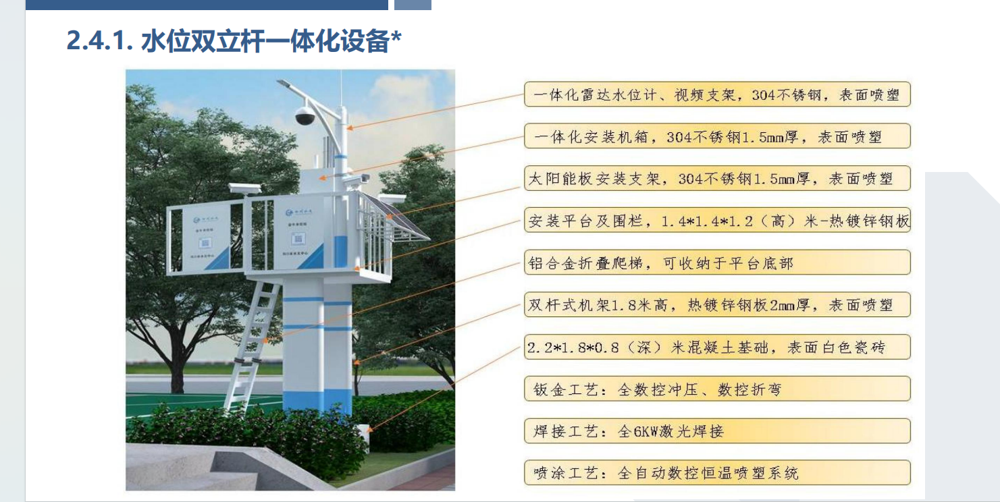 2.4.1. 水位双立杆一体化设备*
一体化雷达水位计、视频支架，304不锈钢，表面喷塑
一体化安装机箱，304不锈钢1.5mm厚，表面喷塑
太阳能板安装支架，304不锈钢1.5mm厚，表面喷塑
安装平台及围栏，1.4*1.4*1.2（高）米-热镀锌钢板
铝合金折叠爬梯，可收纳于平台底部
双杆式机架1.8米高，热镀锌钢板2mm厚，表面喷塑
2.2*1.8*0.8（深）米混凝土基础，表面白色瓷砖
钣金工艺：全数控冲压、数控折弯
焊接工艺：全6KW激光焊接
喷涂工艺：全自动数控恒温喷塑系统